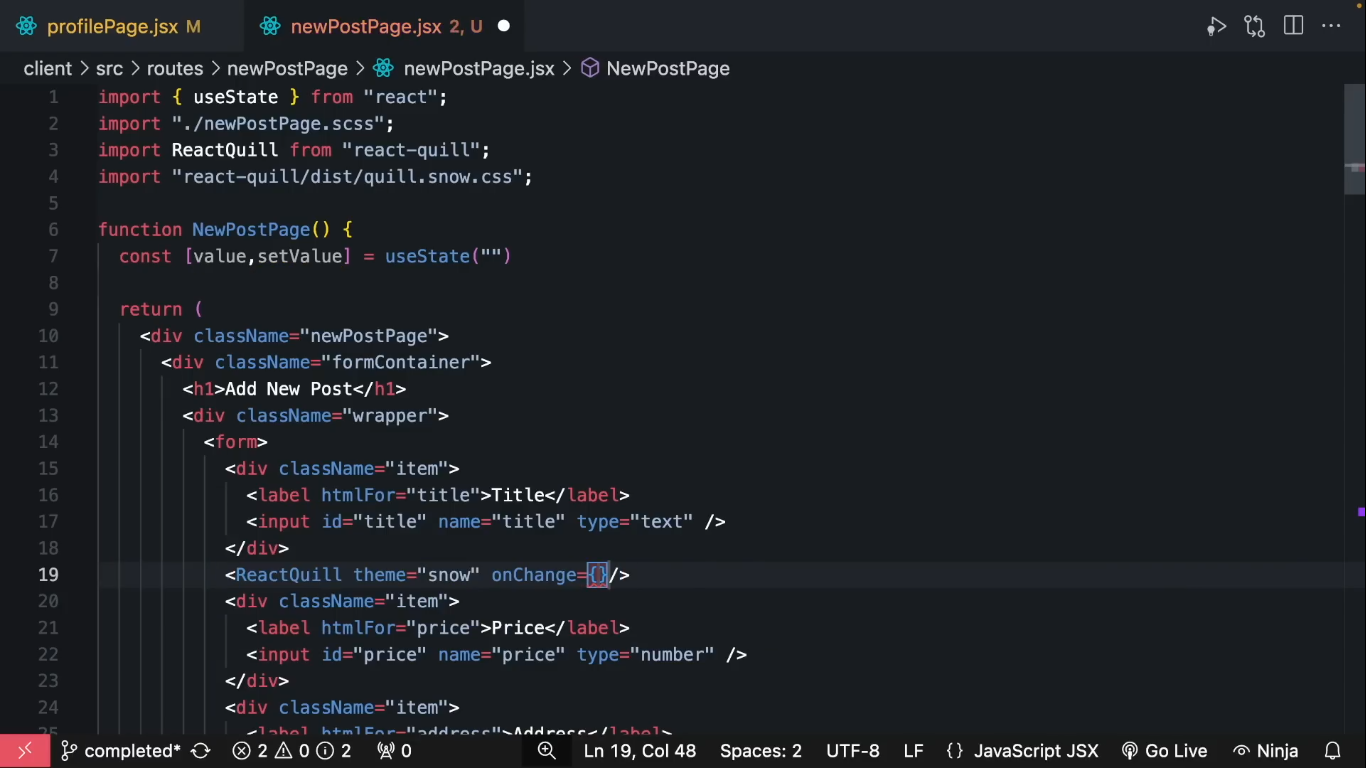 profilePage.jsx M
newPostPage.jsx 2, U
client > src > routes > newPostPage > newPostPage.jsx > NewPostPage
1 import { useState } from "react";
2 import "./newPostPage.scss";
3 import ReactQuill from "react-quill";
4 import "react-quill/dist/quill.snow.css";
5
6 function NewPostPage() {
7 const [value,setValue] = useState("")
8
9 return (
10 <div className="newPostPage">
11 <div className="formContainer">
12 <h1>Add New Post</h1>
13 <div className="wrapper">
14 <form>
15 <div className="item">
16 <label htmlFor="title">Title</label>
17 <input id="title" name="title" type="text" />
18 </div>
19 <ReactQuill theme="snow" onChange={}/>
20 <div className="item">
21 <label htmlFor="price">Price</label>
22 <input id="price" name="price" type="number" />
23 </div>
24 <div className="item">
25 <label htmlFor="address">Address</label>
completed* 2 0 2 0 Ln 19, Col 48 Spaces: 2 UTF-8 LF {} JavaScript JSX Go Live Ninja